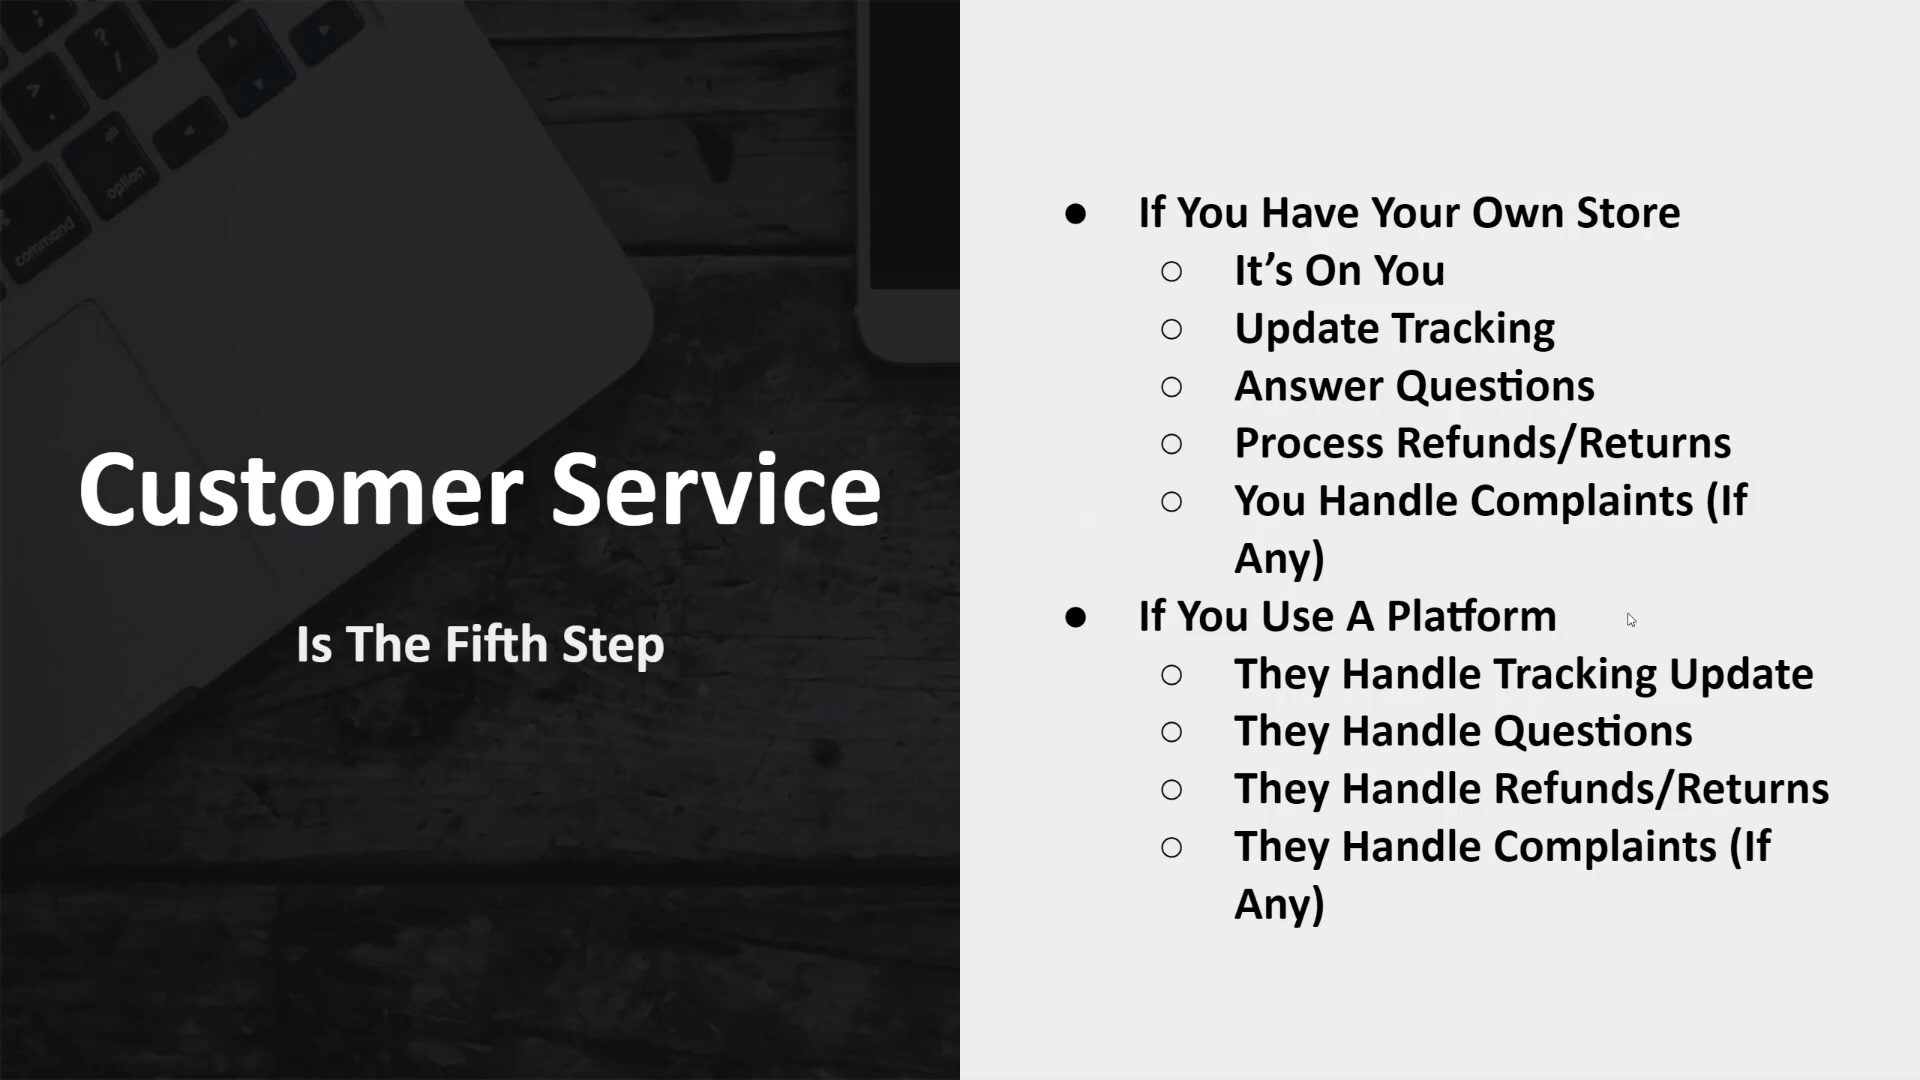 Customer Service
Is The Fifth Step
● If You Have Your Own Store
○ It’s On You
○ Update Tracking
○ Answer Questions
○ Process Refunds/Returns
○ You Handle Complaints (If
Any)
● If You Use A Platform
○ They Handle Tracking Update
○ They Handle Questions
○ They Handle Refunds/Returns
○ They Handle Complaints (If
Any)
command
option
?
/
>
.